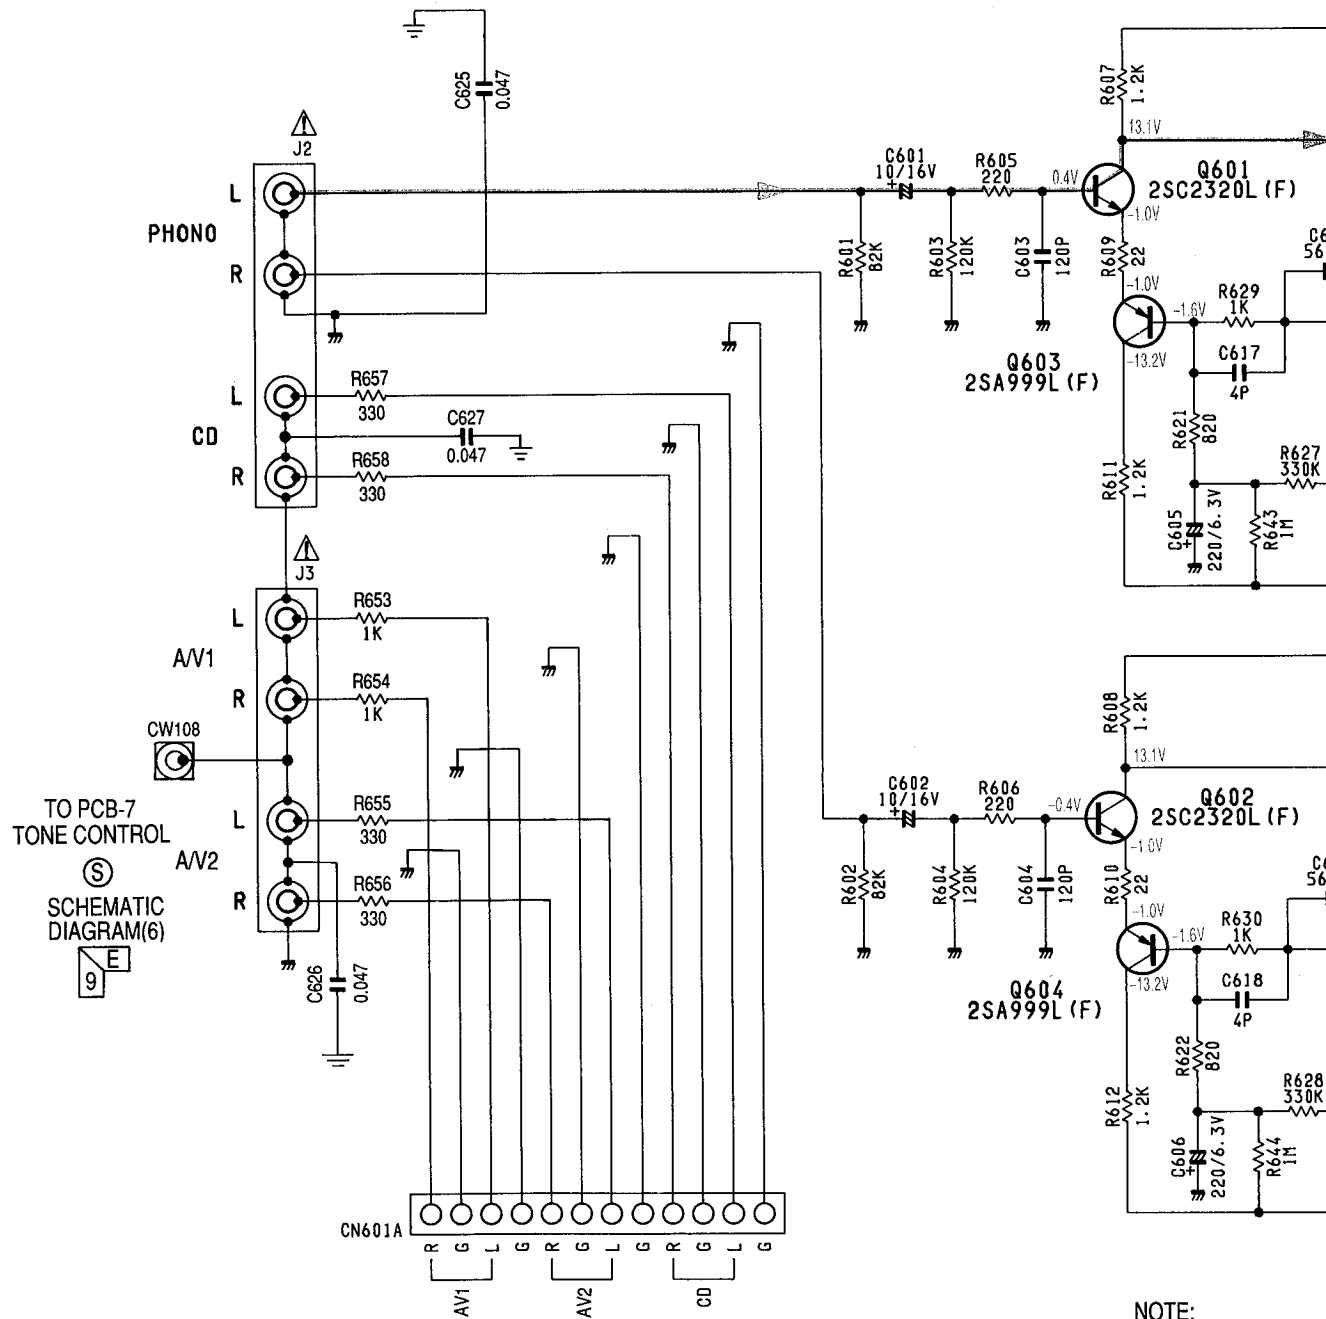 C625
0.047
J2
L
PHONO
R
L
CD
R
R657
330
C627
0.047
R658
330
J3
L
A/V1
R
R653
1K
R654
1K
CW108
TO PCB-7
TONE CONTROL
S
SCHEMATIC
DIAGRAM(6)
E
9
L
A/V2
R
R655
330
R656
330
C626
0.047
CN601A
R G L G R G L G R G L G
AV1
AV2
CD
R607
1.2K
13.1V
C601
+
10/16V
R605
220
0.4V
Q601
2SC2320L(F)
-1.0V
R601
82K
R603
120K
C603
120P
R609
22
-1.0V
-1.6V
R629
1K
-13.2V
C617
4P
Q603
2SA999L(F)
C6
56
R621
820
R611
1.2K
R627
330K
C605
+
220/6.3V
R643
1M
R608
1.2K
13.1V
C602
+
10/16V
R606
220
-0.4V
Q602
2SC2320L(F)
-1.0V
R602
82K
R604
120K
C604
120P
R610
22
-1.0V
-1.6V
R630
1K
-13.2V
C618
4P
Q604
2SA999L(F)
C6
56
R622
820
R612
1.2K
R628
330K
C606
+
220/6.3V
R644
1M
NOTE: